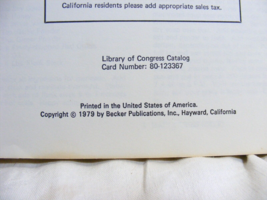 California residents please add appropriate sales tax.
Library of Congress Catalog
Card Number: 80-123367
Printed in the United States of America.
Copyright © 1979 by Becker Publications, Inc., Hayward, California